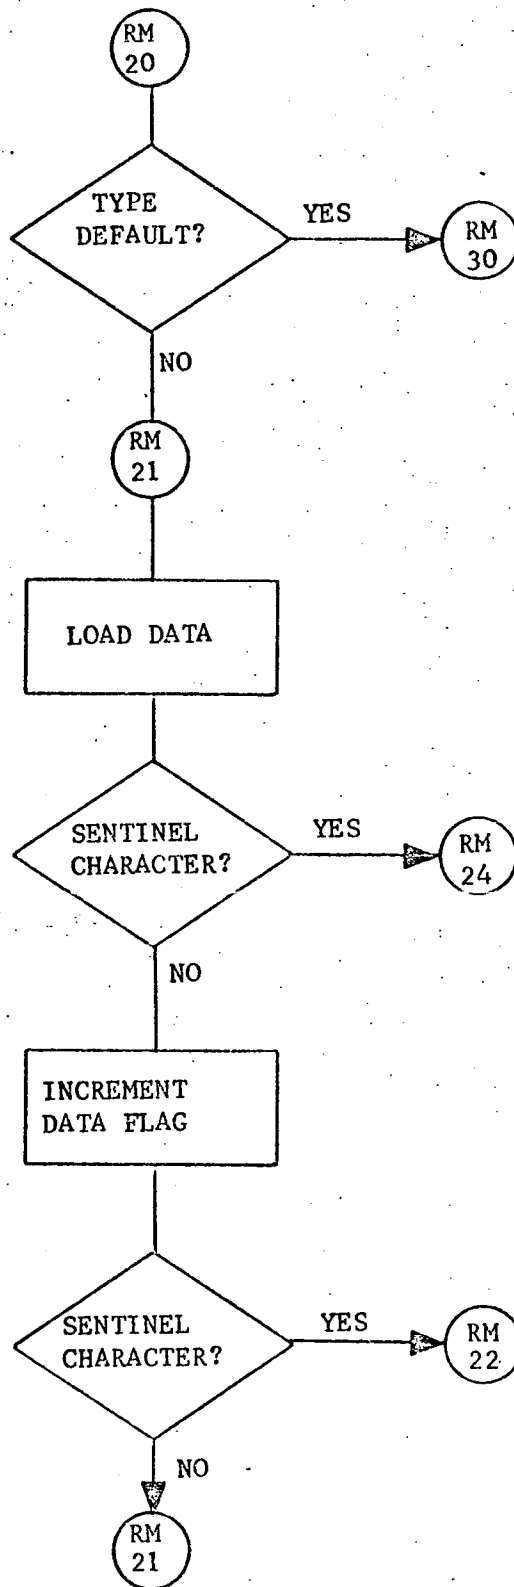 RM
20
TYPE
DEFAULT?
YES
RM
30
NO
RM
21
LOAD DATA
SENTINEL
CHARACTER?
YES
RM
24
NO
INCREMENT
DATA FLAG
SENTINEL
CHARACTER?
YES
RM
22
NO
RM
21